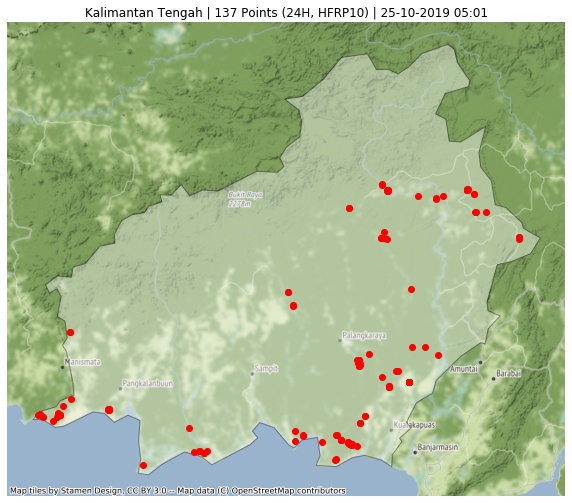 Kalimantan Tengah | 137 Points (24H, HFRP10) | 25-10-2019 05:01
Bukit Raya
2278m
Palangkaraya
Manismata
Sampit
Amuntai
Barabai
Pangkalanbuun
Kualakapuas
Banjarmasin
Map tiles by Stamen Design, CC BY 3.0 -- Map data (C) OpenStreetMap contributors